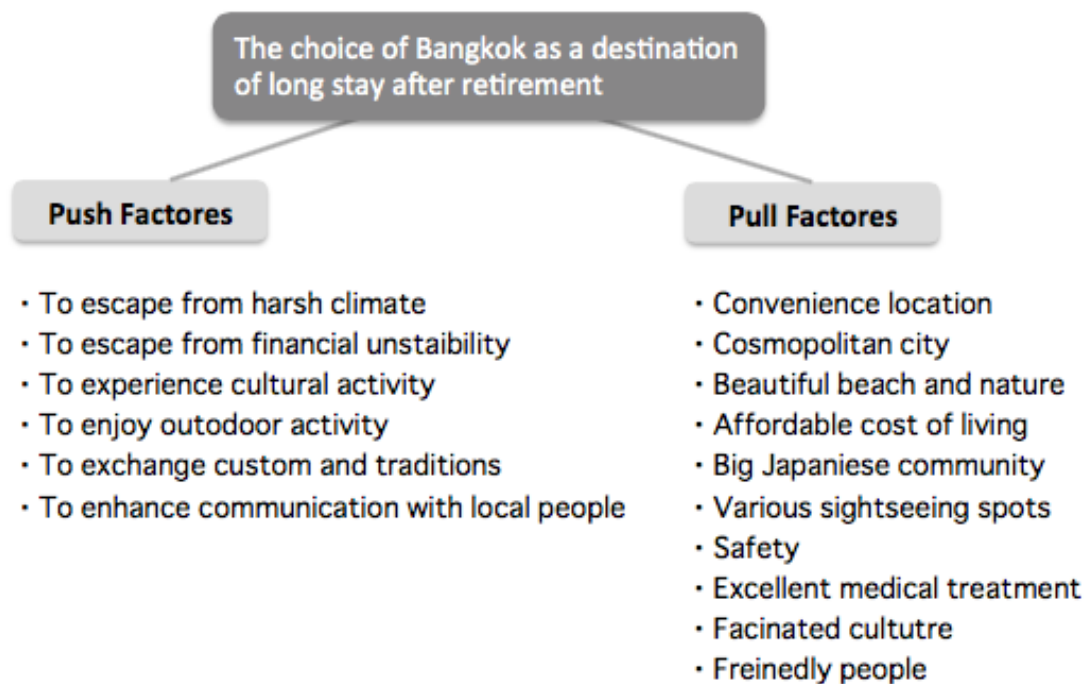 The choice of Bangkok as a destination
of long stay after retirement
Push Factores
・To escape from harsh climate
・To escape from financial unstaibility
・To experience cultural activity
・To enjoy outodoor activity
・To exchange custom and traditions
・To enhance communication with local people
Pull Factores
・Convenience location
・Cosmopolitan city
・Beautiful beach and nature
・Affordable cost of living
・Big Japaniese community
・Various sightseeing spots
・Safety
・Excellent medical treatment
・Facinated cultutre
・Freinedly people